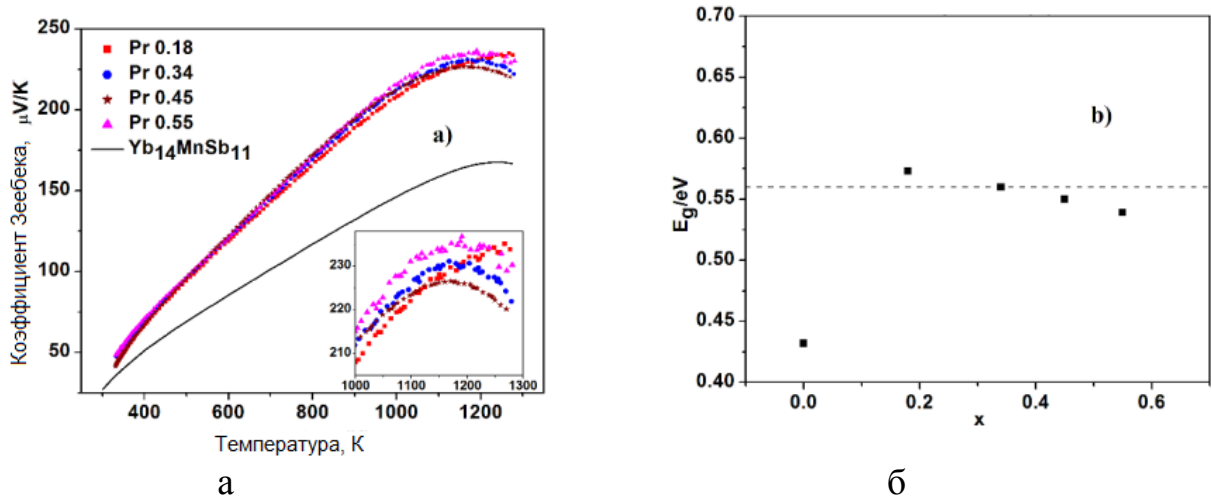 250
200
150
100
50
Коэффициент Зеебека, μV/K
Pr 0.18
Pr 0.34
Pr 0.45
Pr 0.55
Yb14MnSb11
a)
230
220
210
1000 1100 1200 1300
400 600 800 1000 1200
Температура, К
а
0.70
0.65
0.60
0.55
0.50
0.45
0.40
Eg/eV
b)
0.0 0.2 0.4 0.6
x
б